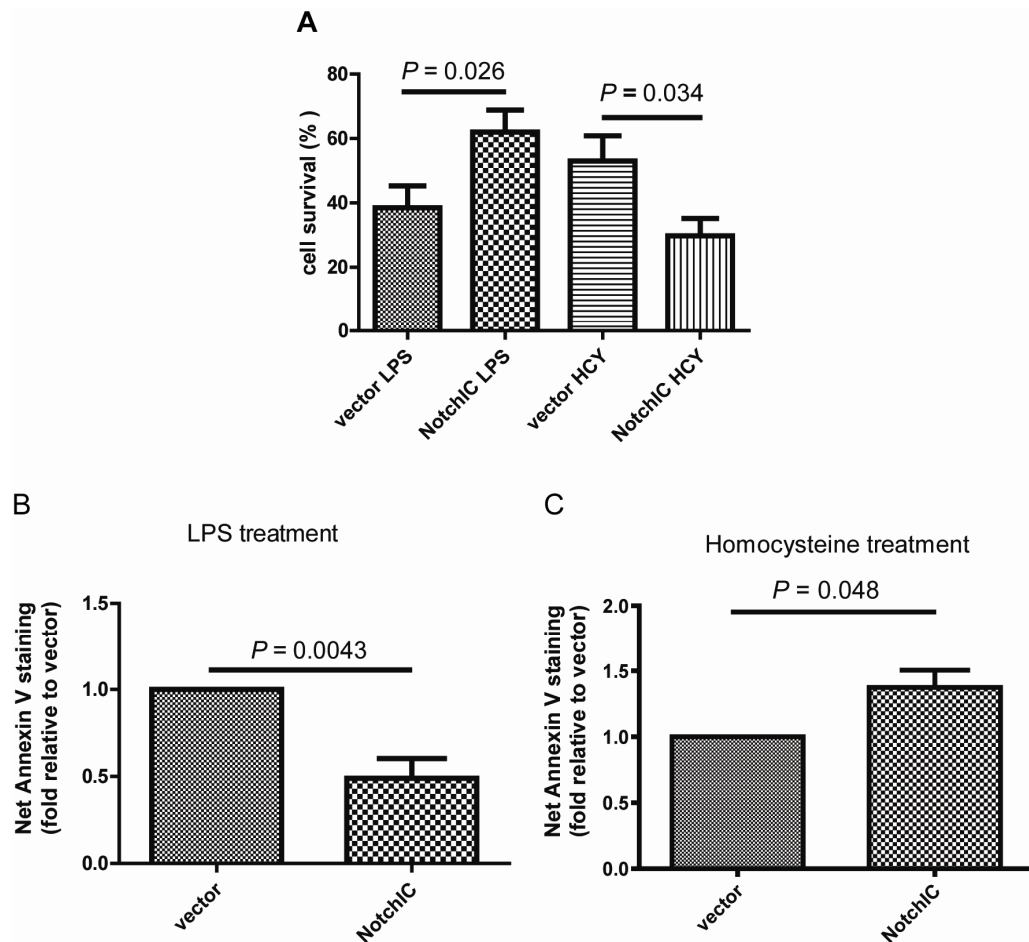 A
P = 0.026
P = 0.034
80
60
40
20
0
cell survival (% )
vector LPS
NotchIC LPS
vector HCY
NotchIC HCY
B
LPS treatment
P = 0.0043
1.5
1.0
0.5
0.0
Net Annexin V staining
(fold relative to vector)
vector
NotchIC
C
Homocysteine treatment
P = 0.048
2.0
1.5
1.0
0.5
0.0
Net Annexin V staining
(fold relative to vector)
vector
NotchIC